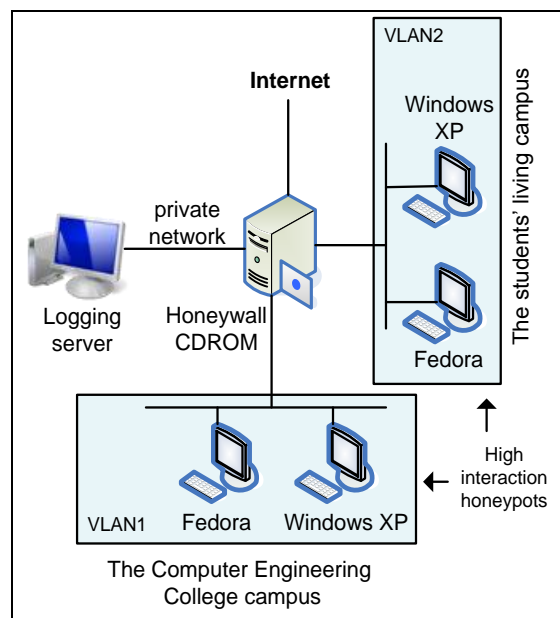 VLAN2
Internet
Windows
XP
private
network
Logging
server
Honeywall
CDROM
Fedora
The students’ living campus
High
interaction
honeypots
VLAN1
Fedora
Windows XP
The Computer Engineering
College campus